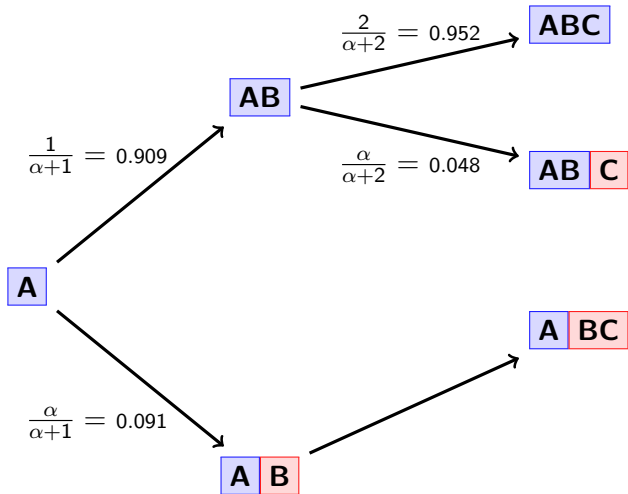 2/(α+2) = 0.952
ABC
AB
1/(α+1) = 0.909
α/(α+2) = 0.048
AB C
A
A BC
α/(α+1) = 0.091
A B